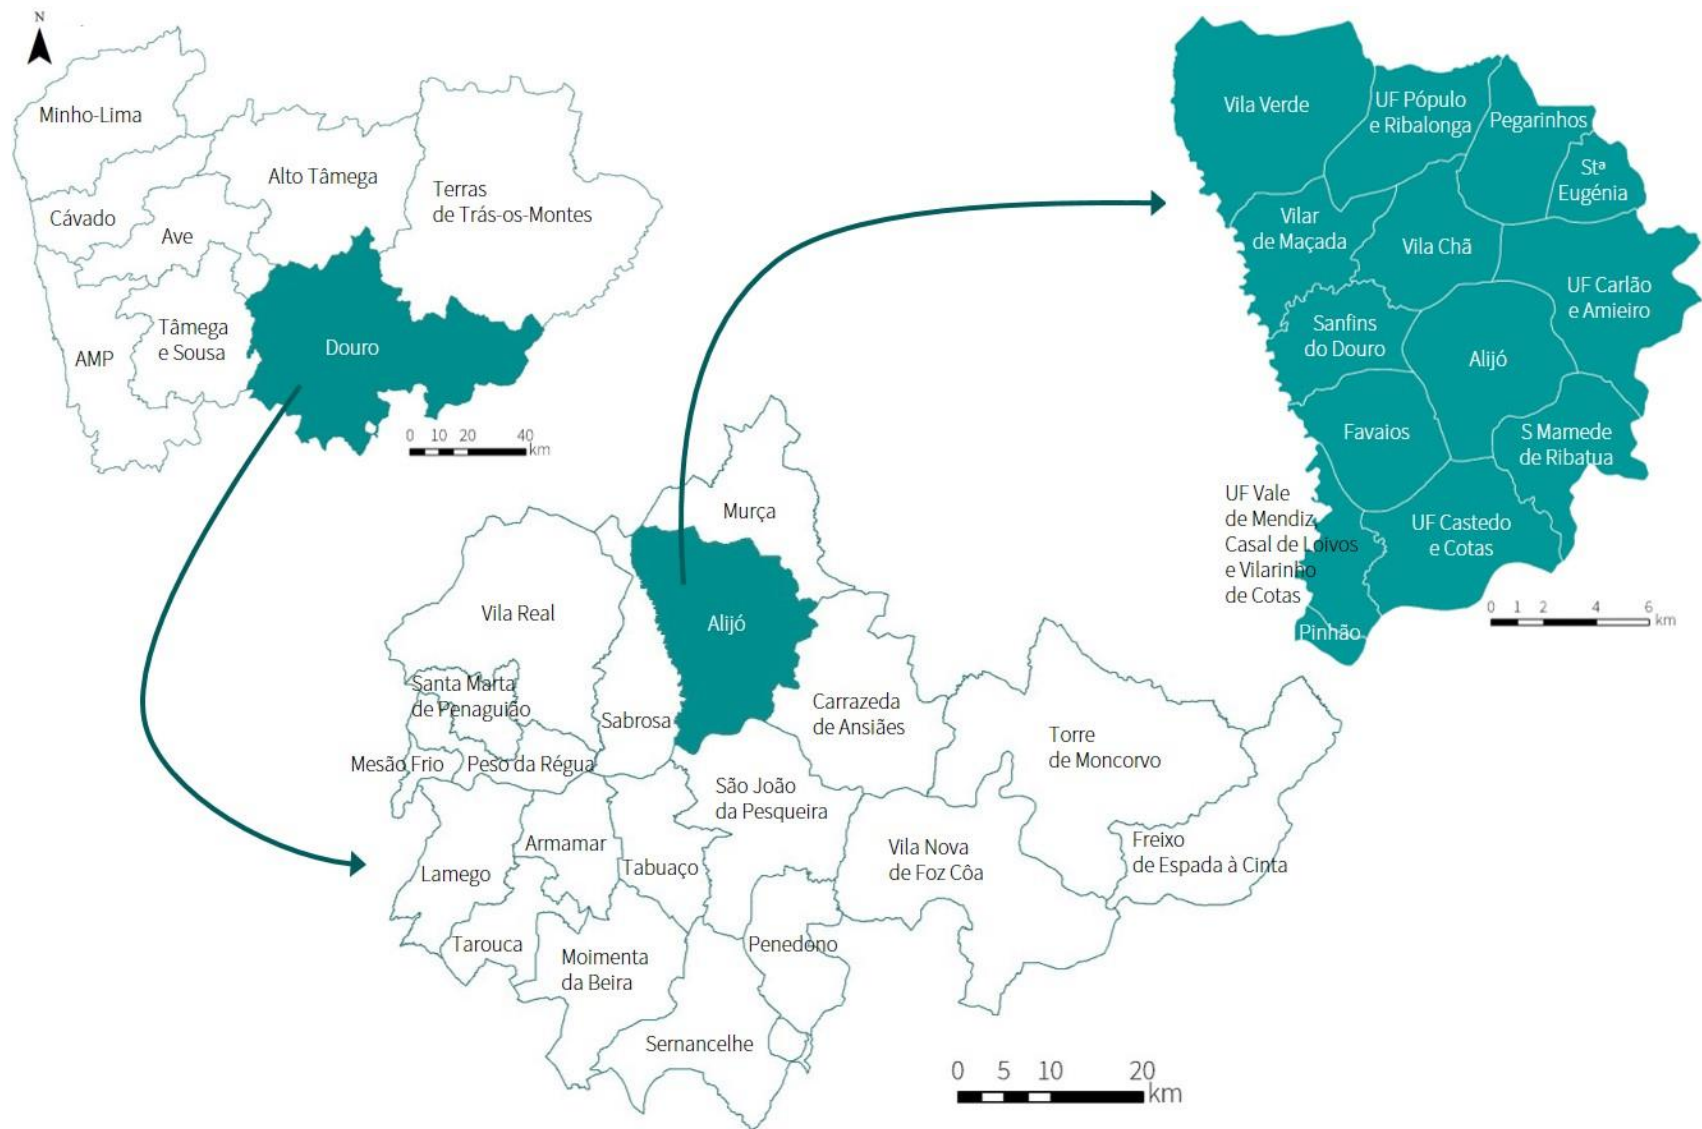 N
Minho-Lima
Alto Tâmega
Terras
de Trás-os-Montes
Cávado
Ave
Tâmega
e Sousa
AMP
Douro
0 10 20 40
km
Vila Verde
UF Pópulo
e Ribalonga
Pegarinhos
Stª
Eugénia
Vilar
de Maçada
Vila Chã
UF Carlão
e Amieiro
Sanfins
do Douro
Alijó
Favaios
S Mamede
de Ribatua
UF Vale
de Mendiz,
Casal de Loivos
e Vilarinho
de Cotas
UF Castedo
e Cotas
Pinhão
0 1 2 4 6
km
Murça
Vila Real
Alijó
Santa Marta
de Penaguião
Sabrosa
Carrazeda
de Ansiães
Torre
de Moncorvo
Mesão Frio
Peso da Régua
São João
da Pesqueira
Armamar
Lamego
Tabuaço
Vila Nova
de Foz Côa
Freixo
de Espada à Cinta
Tarouca
Moimenta
da Beira
Penedono
Sernancelhe
0 5 10 20
km